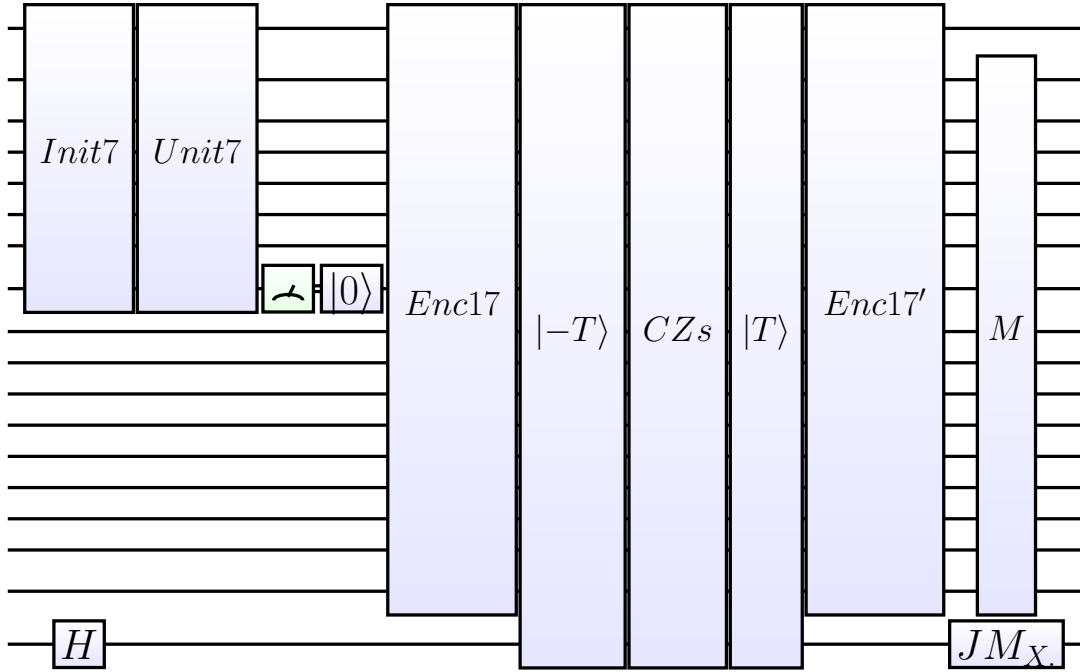 Init7
Unit7
|0⟩
Enc17
|−T⟩
CZs
|T⟩
Enc17′
M
H
JM_X.